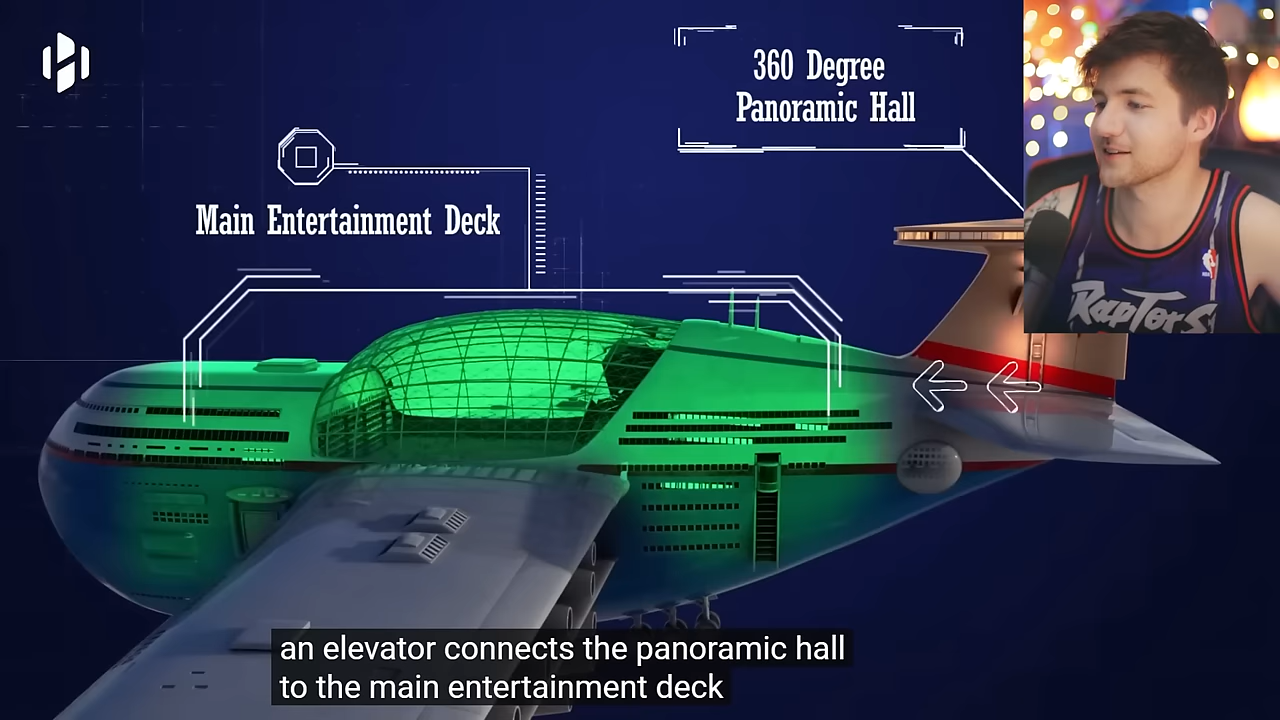 360 Degree
Panoramic Hall
Main Entertainment Deck
RAPTORS
an elevator connects the panoramic hall
to the main entertainment deck